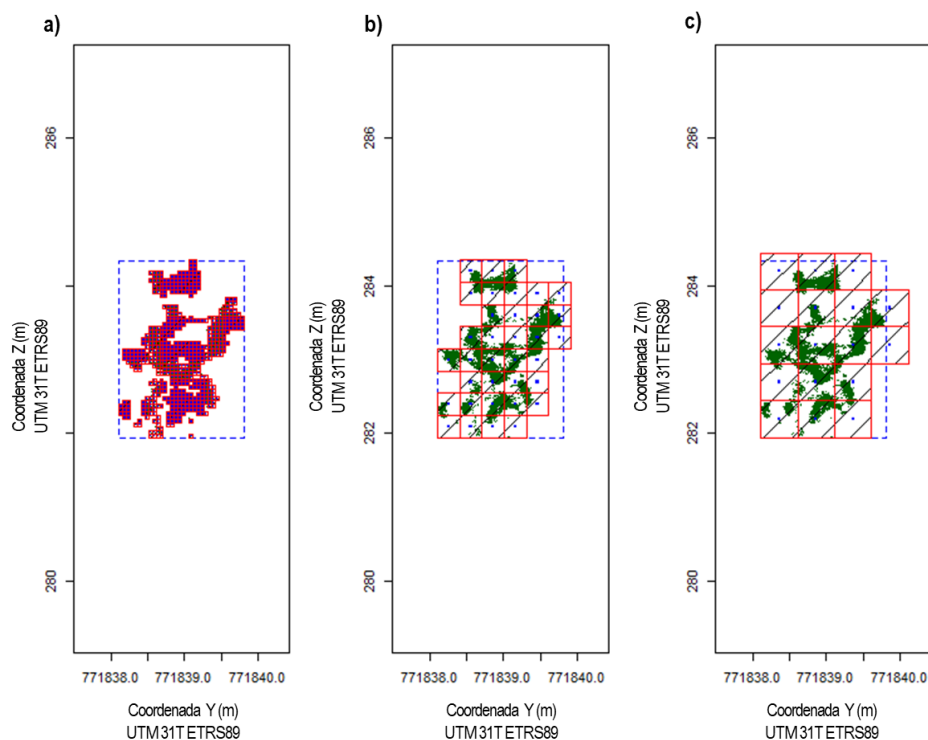 a)
286
284
282
280
Coordenada Z (m)
UTM 31T ETRS89
771838.0 771839.0 771840.0
Coordenada Y (m)
UTM 31T ETRS89
b)
286
284
282
280
Coordenada Z (m)
UTM 31T ETRS89
771838.0 771839.0 771840.0
Coordenada Y (m)
UTM 31T ETRS89
c)
286
284
282
280
Coordenada Z (m)
UTM 31T ETRS89
771838.0 771839.0 771840.0
Coordenada Y (m)
UTM 31T ETRS89